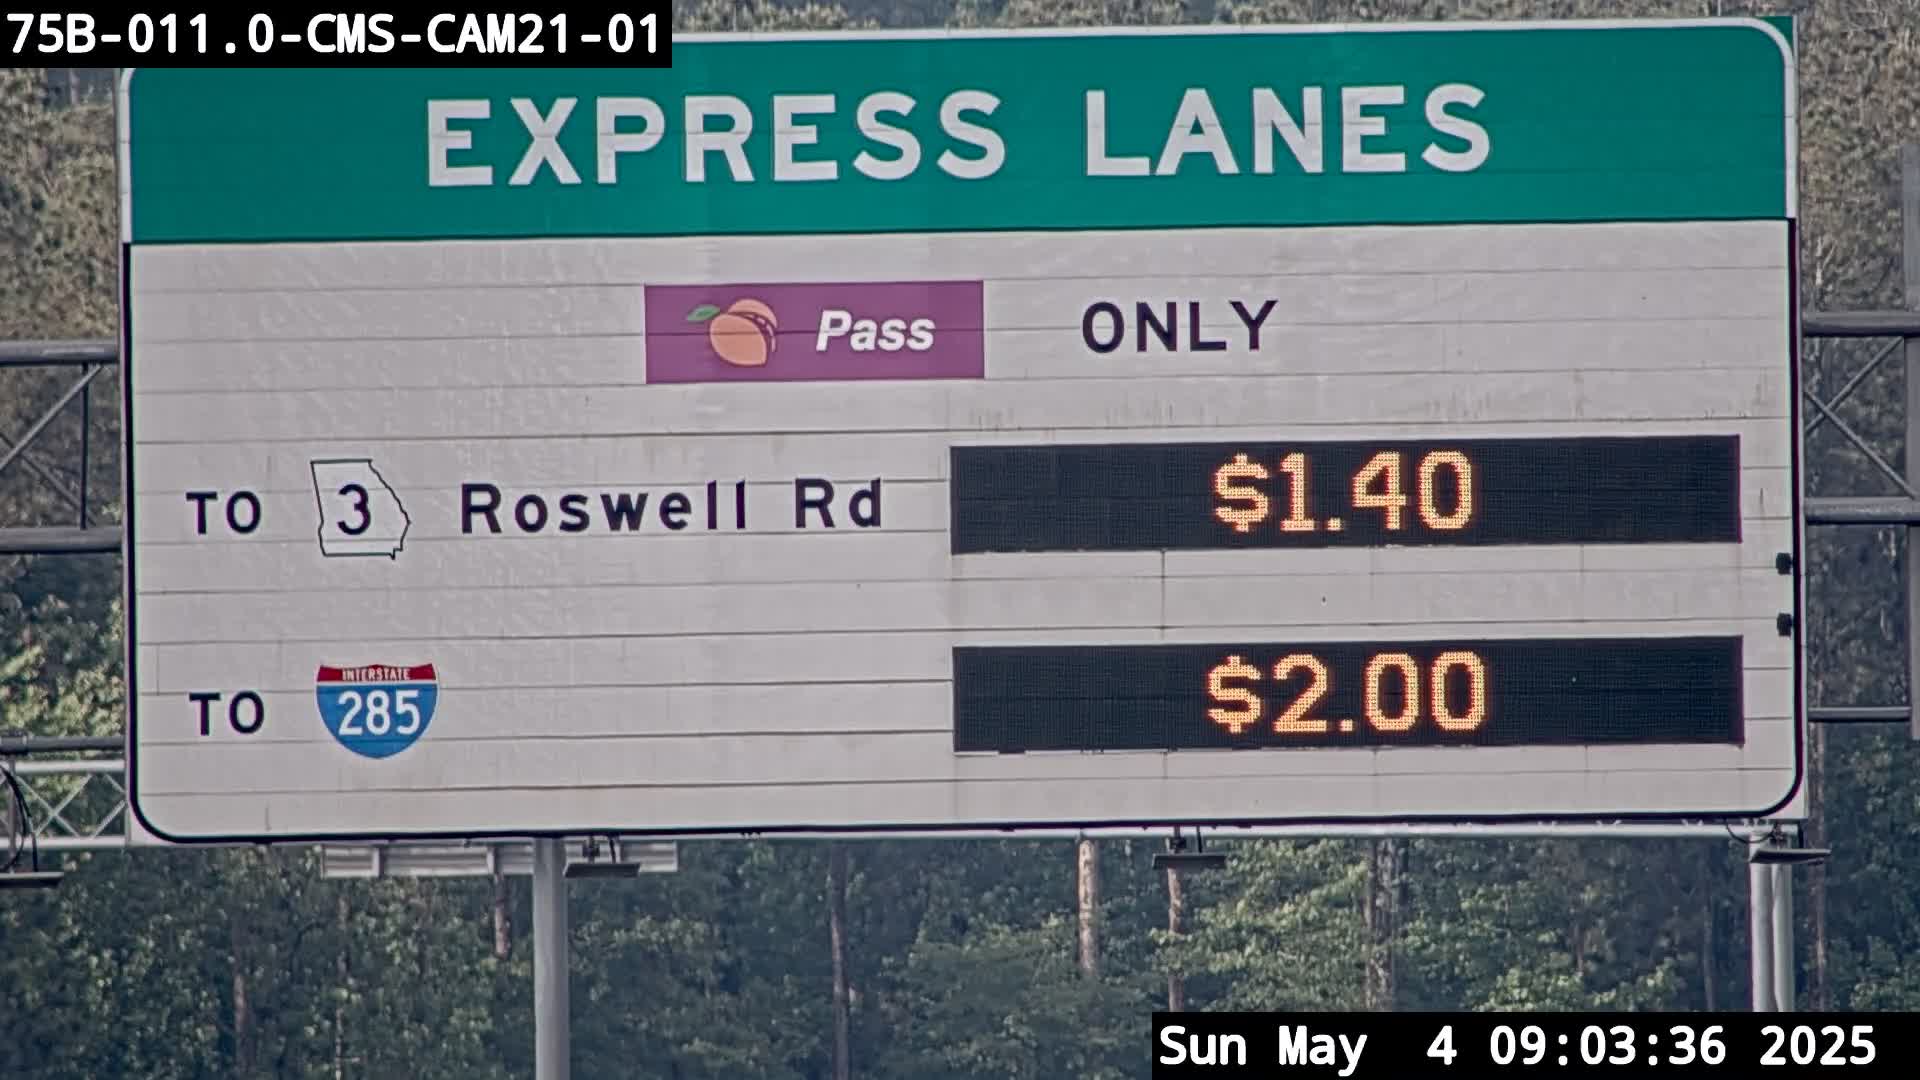 75B-011.0-CMS-CAM21-01
EXPRESS LANES
Pass ONLY
TO 3 Roswell Rd $1.40
INTERSTATE
TO 285 $2.00
Sun May 4 09:03:36 2025